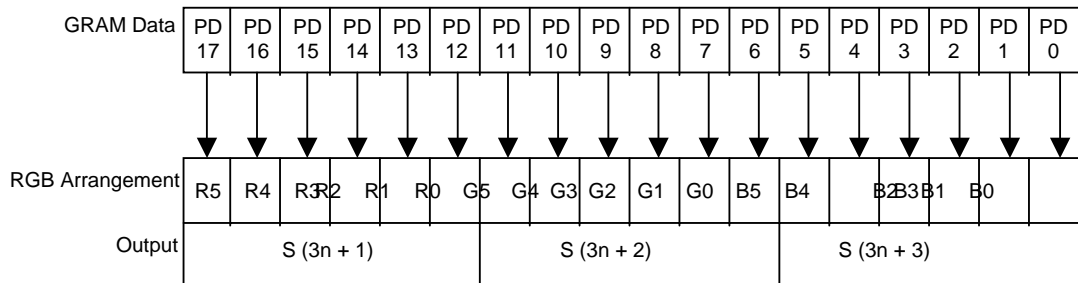 GRAM Data PD 17 PD 16 PD 15 PD 14 PD 13 PD 12 PD 11 PD 10 PD 9 PD 8 PD 7 PD 6 PD 5 PD 4 PD 3 PD 2 PD 1 PD 0
RGB Arrangement R5 R4 R3 R2 R1 R0 G5 G4 G3 G2 G1 G0 B5 B4 B2 B3 B1 B0
Output S (3n + 1) S (3n + 2) S (3n + 3)